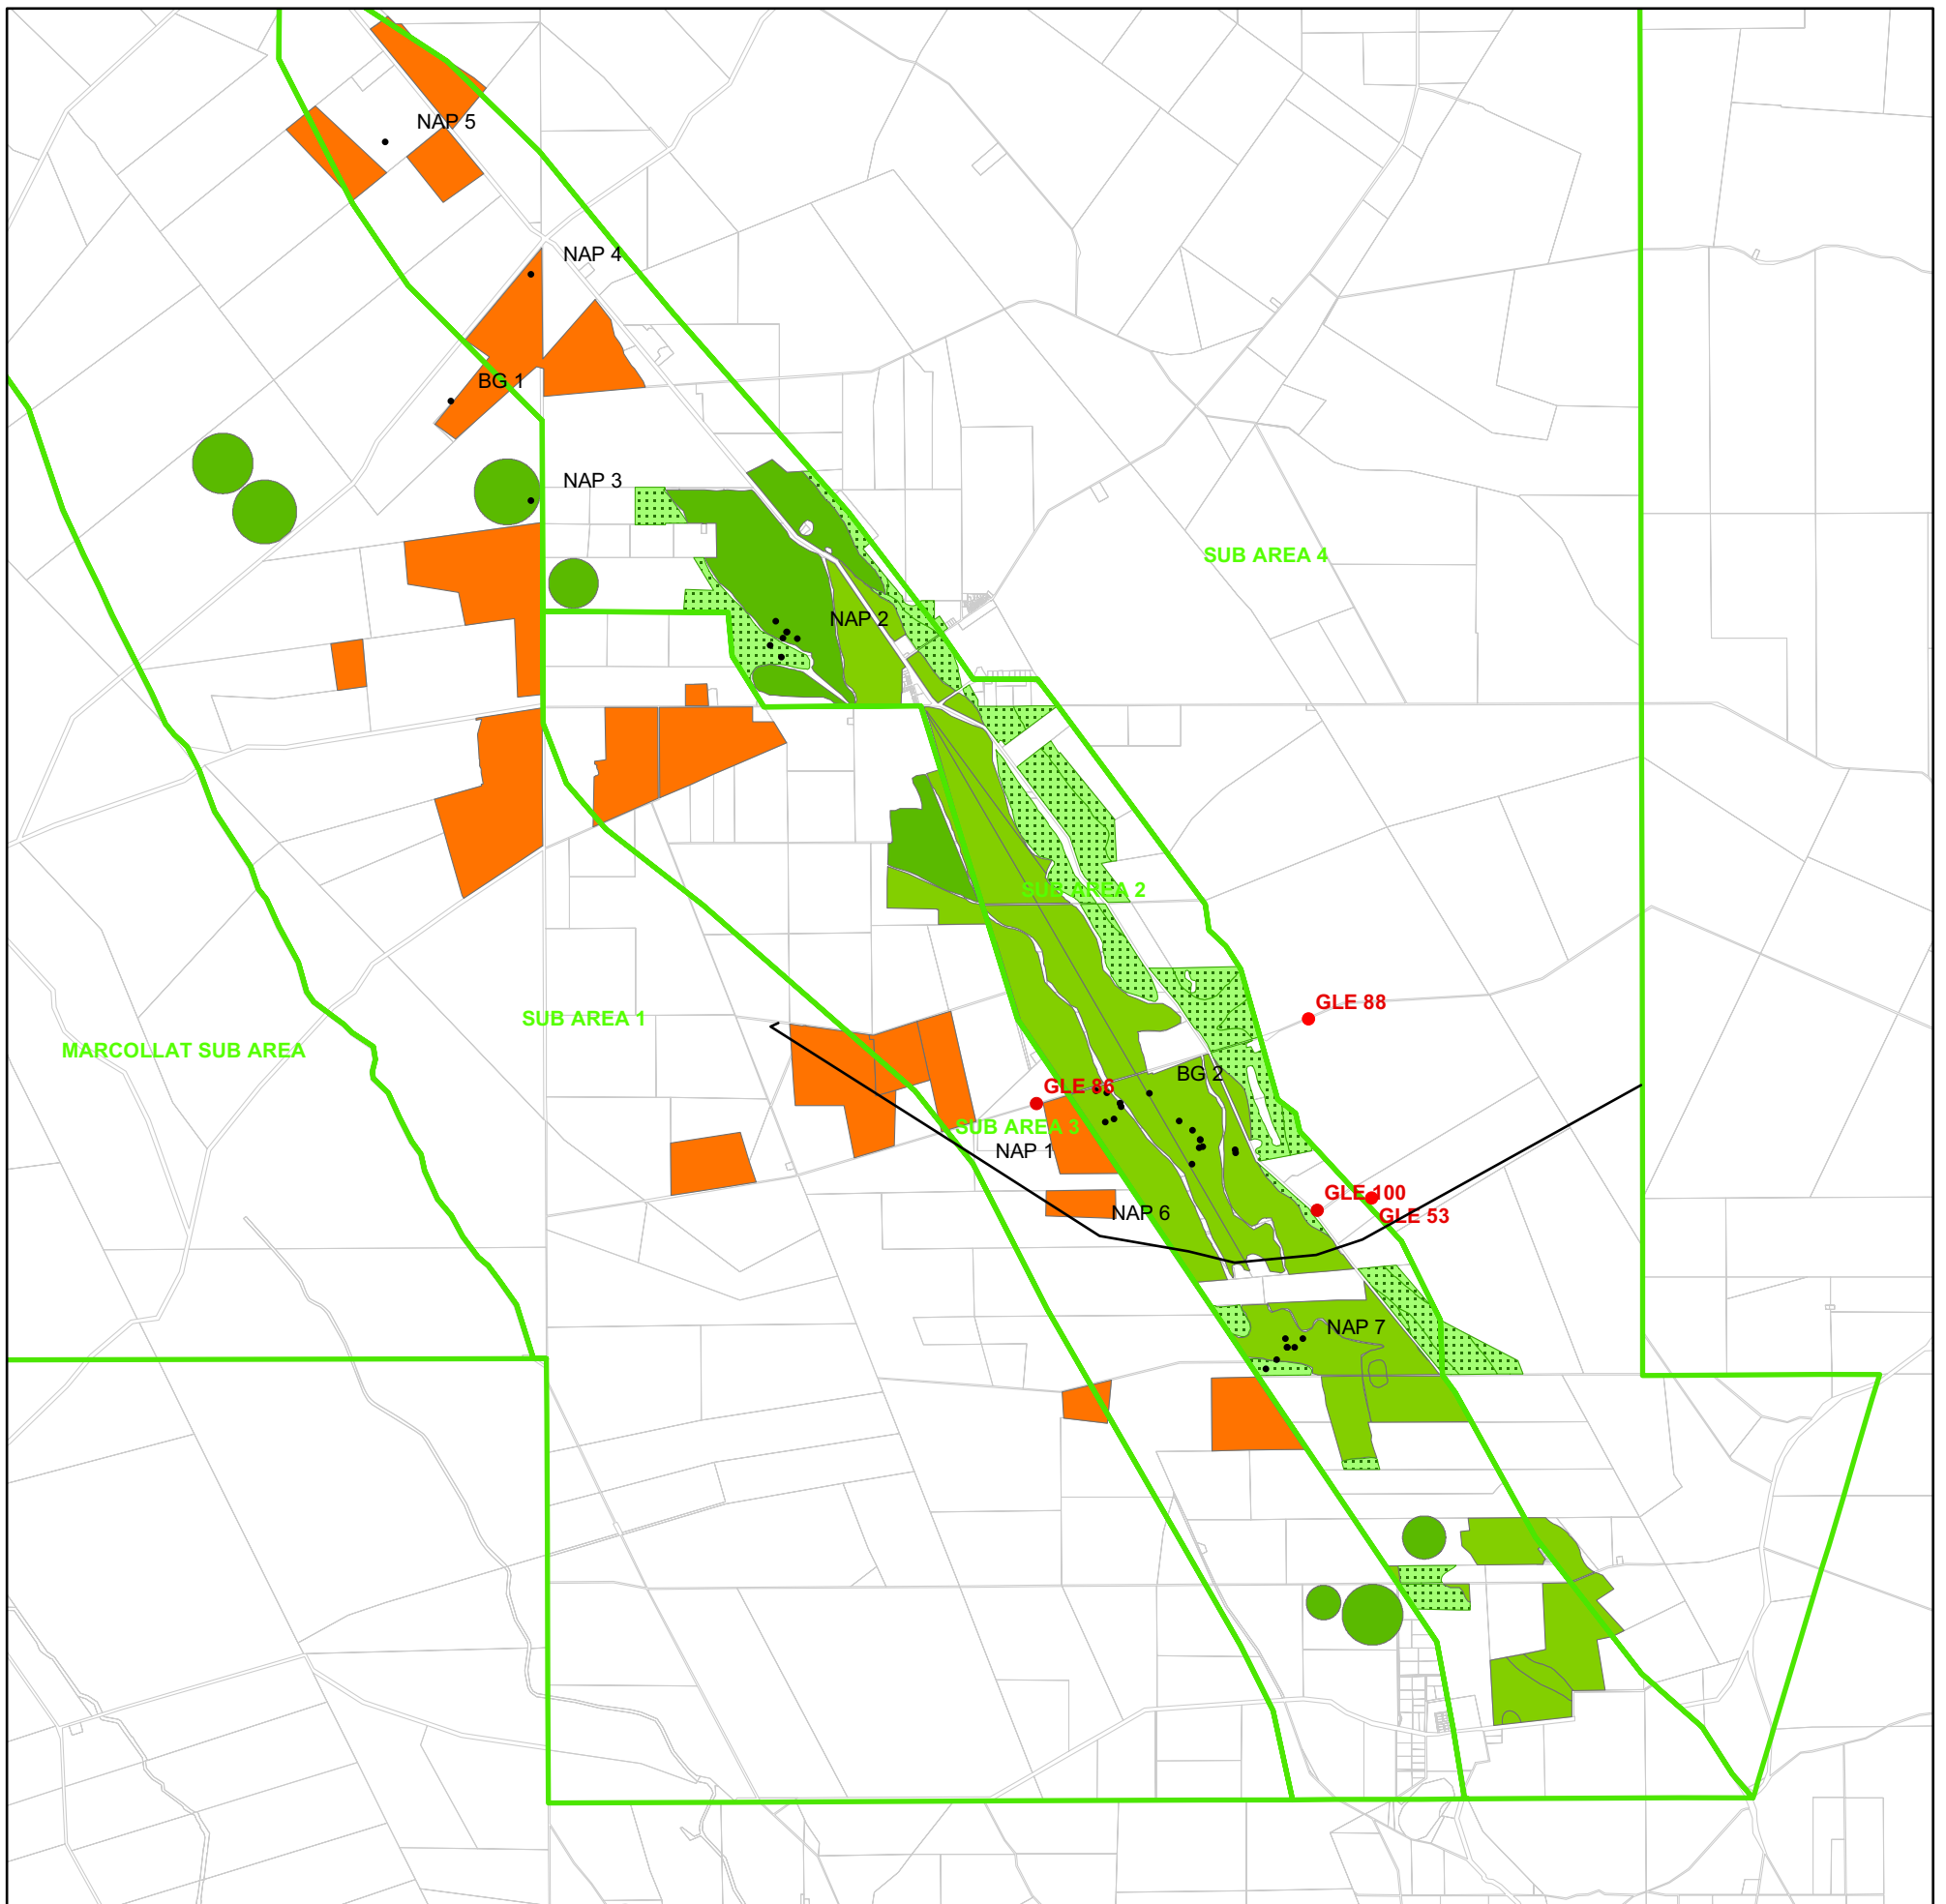 NAP 5
NAP 4
BG 1
NAP 3
SUB AREA 4
NAP 2
SUB AREA 2
GLE 88
SUB AREA 1
MARCOLLAT SUB AREA
BG 2
GLE 86
SUB AREA 3
NAP 1
GLE 100
NAP 6
GLE 53
NAP 7